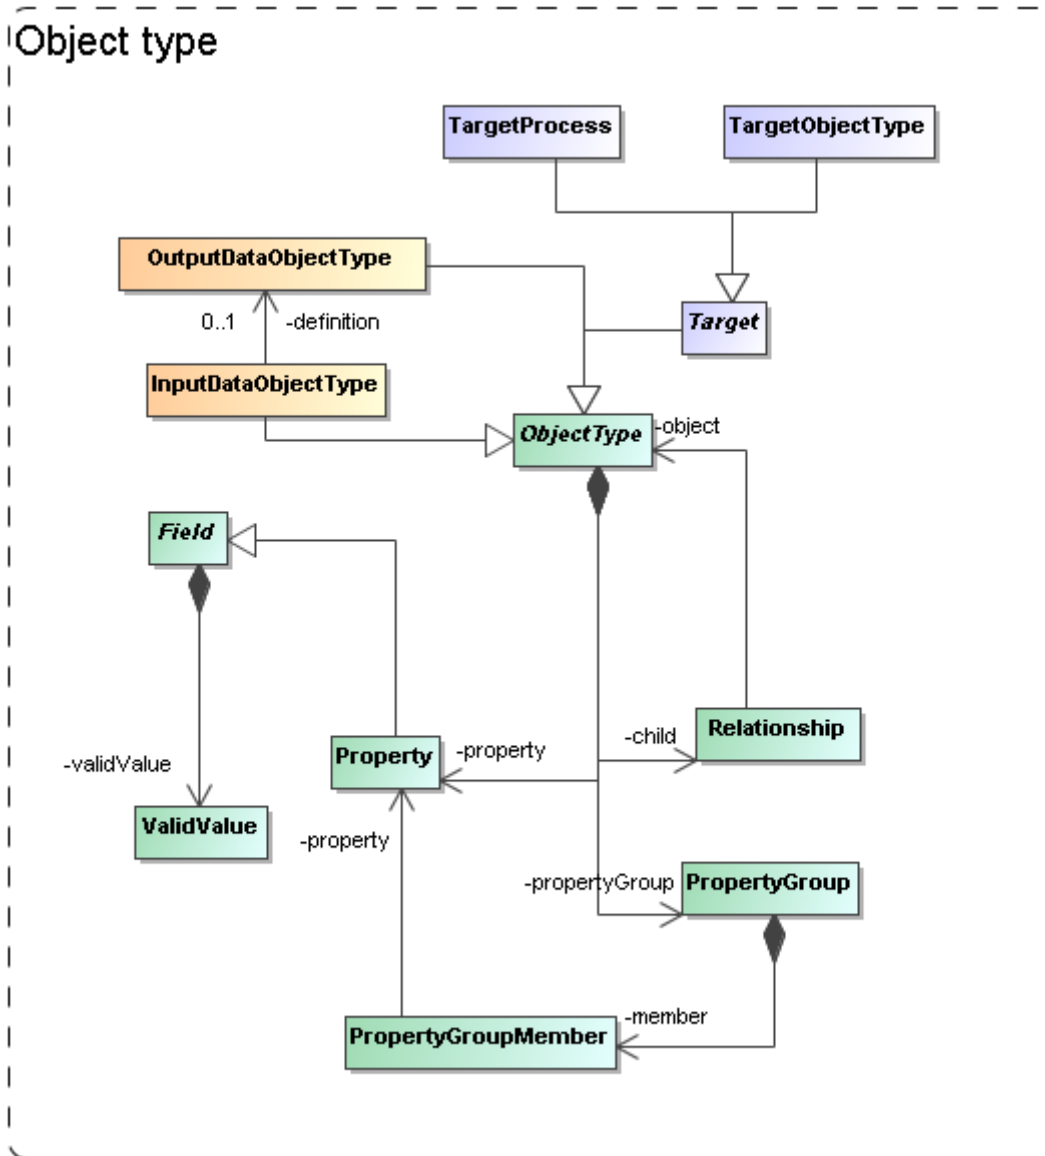 Object type
TargetProcess
TargetObjectType
OutputDataObjectType
0..1
-definition
Target
InputDataObjectType
ObjectType
-object
Field
Relationship
-child
Property
-property
-validValue
ValidValue
-property
-propertyGroup
PropertyGroup
-member
PropertyGroupMember